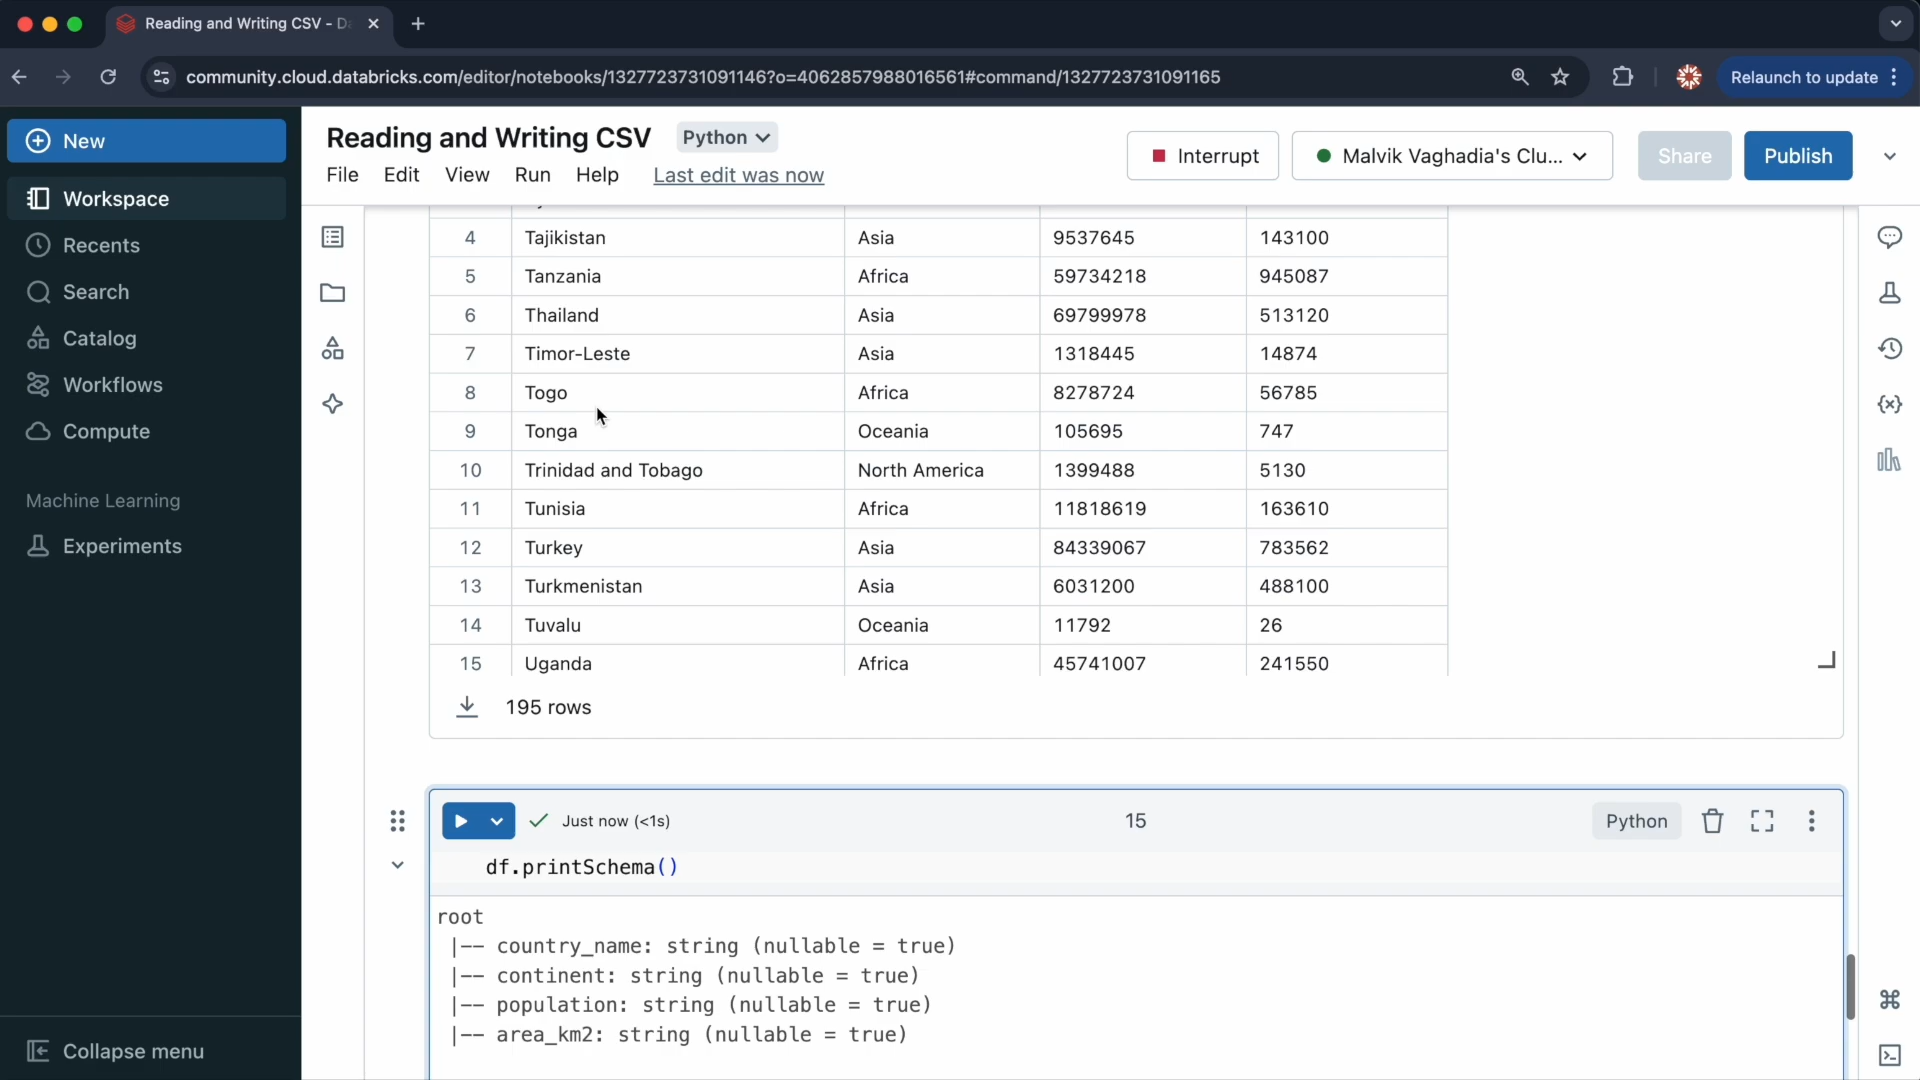 Reading and Writing CSV - Da
community.cloud.databricks.com/editor/notebooks/1327723731091146?o=4062857988016561#command/1327723731091165
Relaunch to update
New
Workspace
Recents
Search
Catalog
Workflows
Compute
Machine Learning
Experiments
Collapse menu
Reading and Writing CSV Python
File Edit View Run Help Last edit was now
Interrupt Malvik Vaghadia's Clu... Share Publish
4 Tajikistan Asia 9537645 143100
5 Tanzania Africa 59734218 945087
6 Thailand Asia 69799978 513120
7 Timor-Leste Asia 1318445 14874
8 Togo Africa 8278724 56785
9 Tonga Oceania 105695 747
10 Trinidad and Tobago North America 1399488 5130
11 Tunisia Africa 11818619 163610
12 Turkey Asia 84339067 783562
13 Turkmenistan Asia 6031200 488100
14 Tuvalu Oceania 11792 26
15 Uganda Africa 45741007 241550
195 rows
Just now (<1s) 15 Python
df.printSchema()
root
|-- country_name: string (nullable = true)
|-- continent: string (nullable = true)
|-- population: string (nullable = true)
|-- area_km2: string (nullable = true)